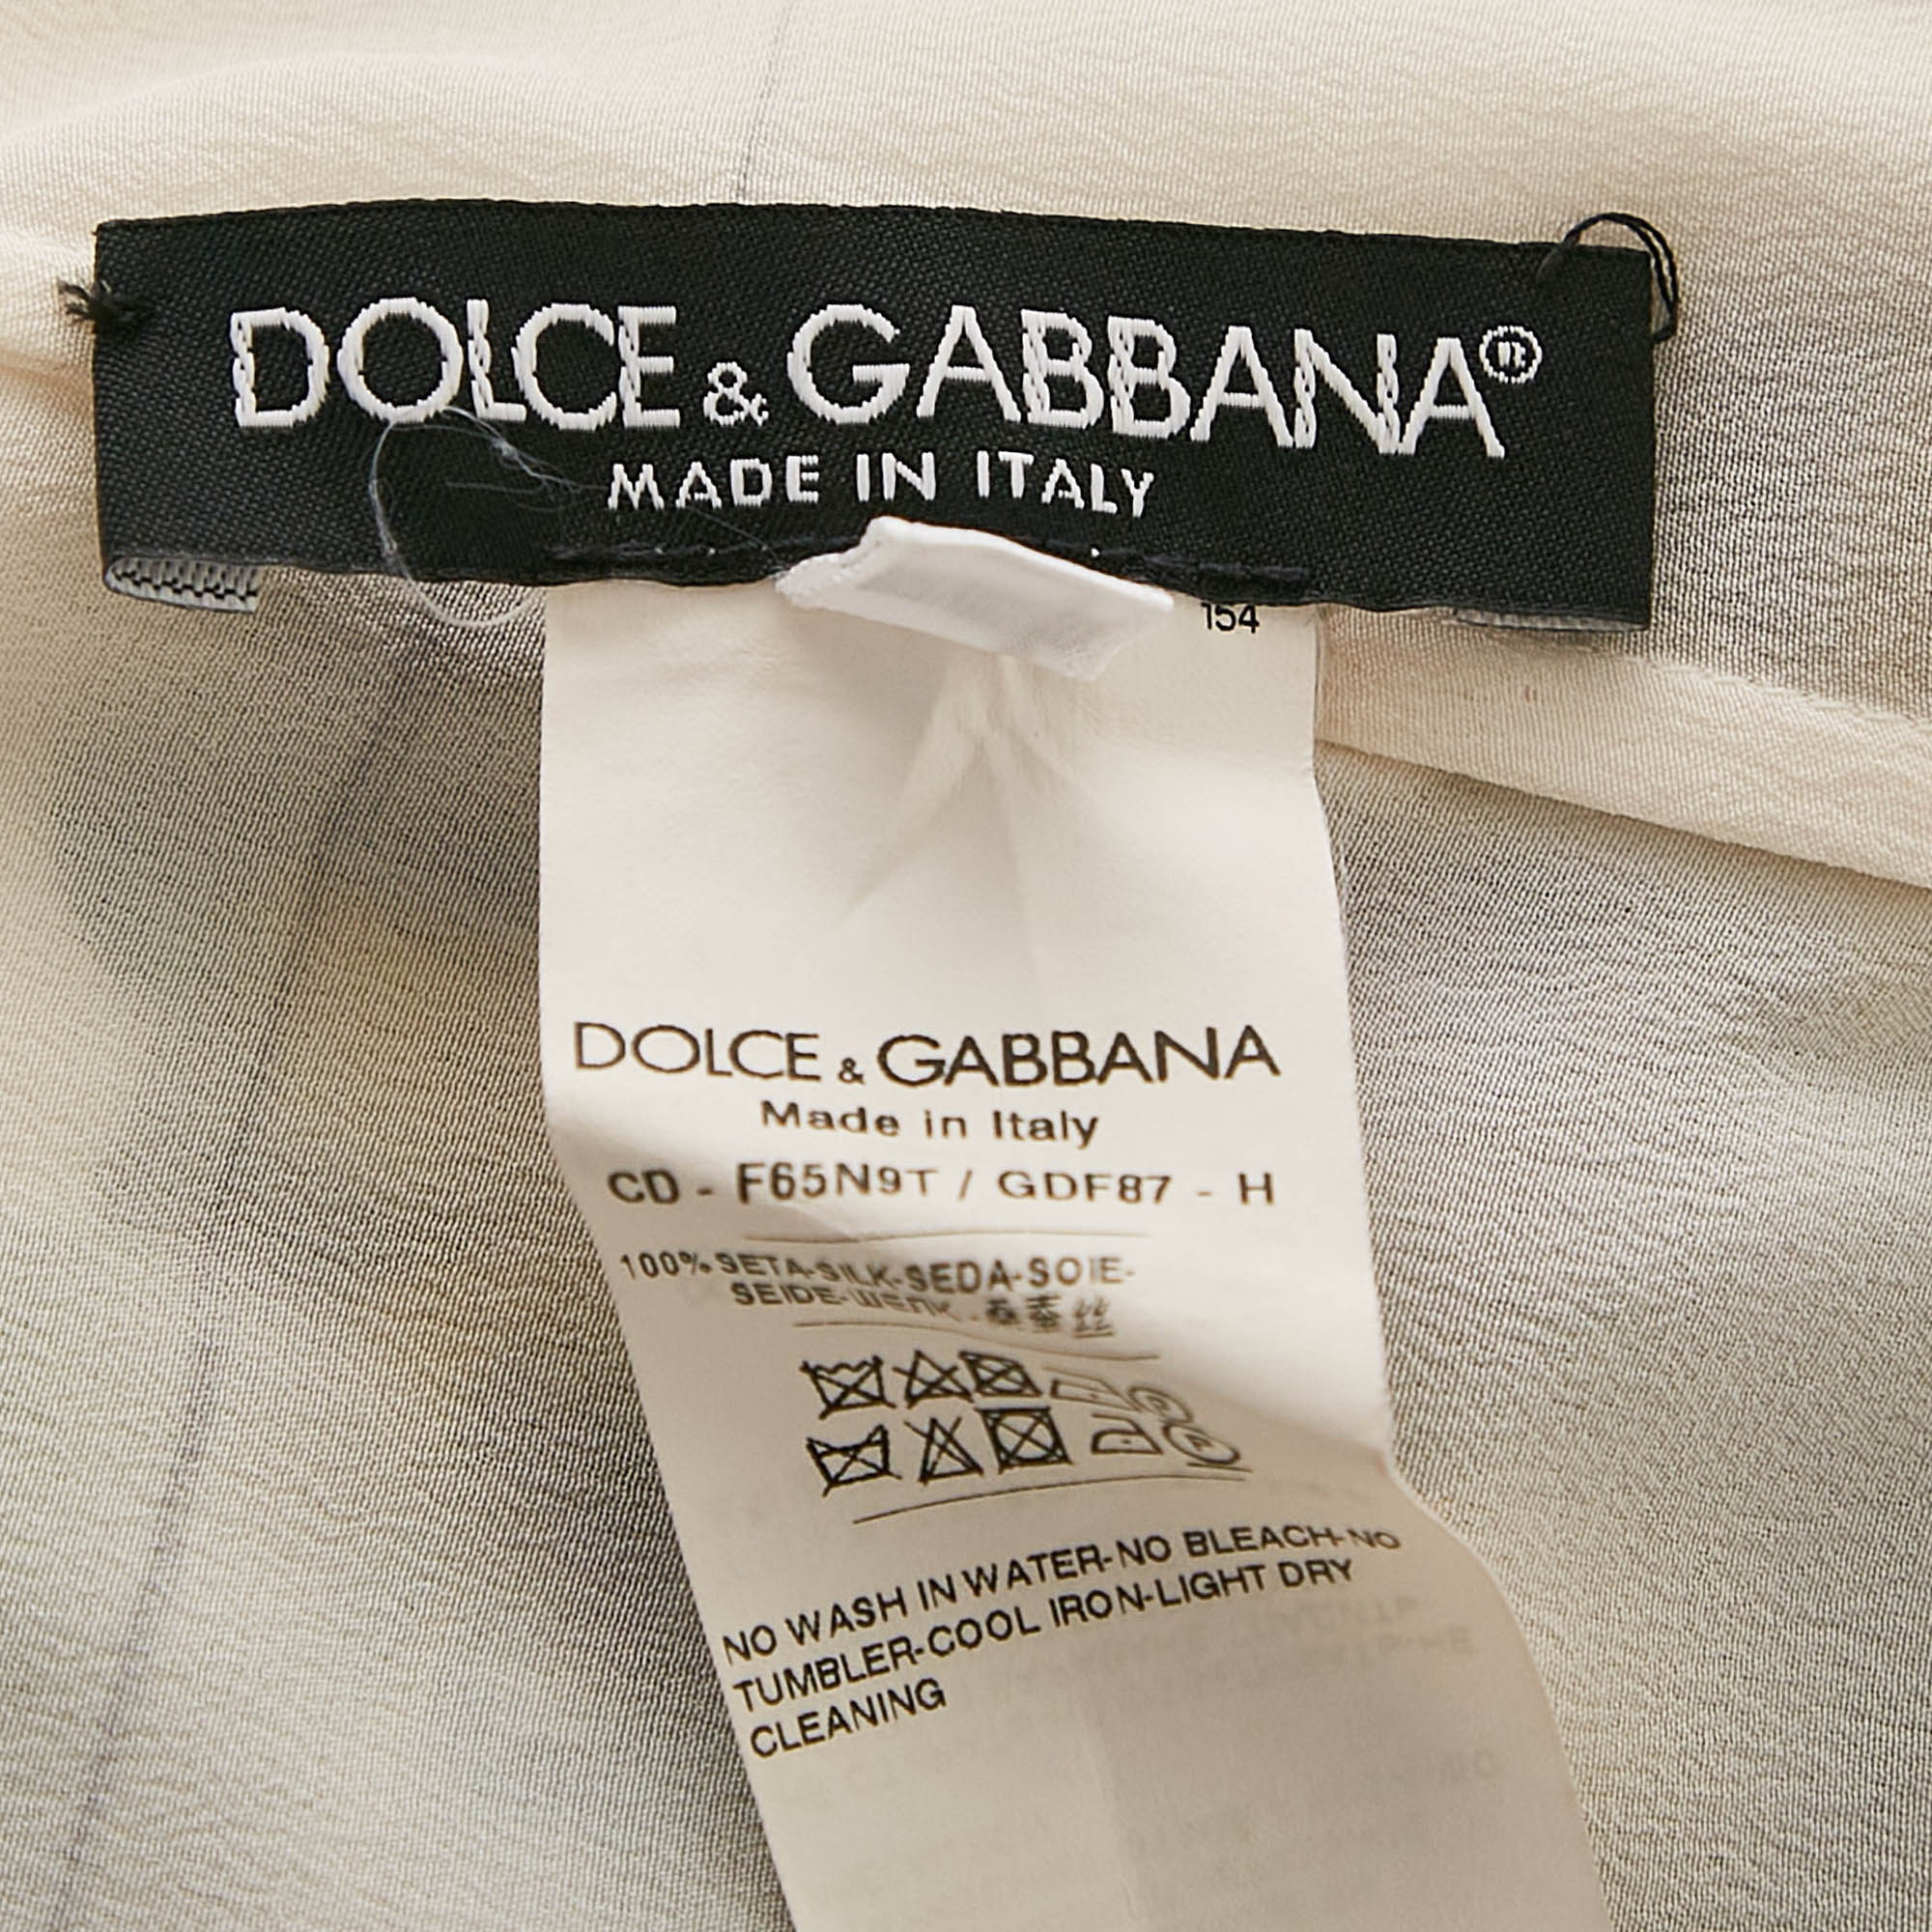 DOLCE & GABBANA®
MADE IN ITALY
154
DOLCE & GABBANA
Made in Italy
CD - F65N9T / GDF87 - H
100% SETA-SILK-SEDA-SOIE-
SEIDE-ШЕЛК-桑蚕丝
P
P
NO WASH IN WATER-NO BLEACH-NO
TUMBLER-COOL IRON-LIGHT DRY
CLEANING